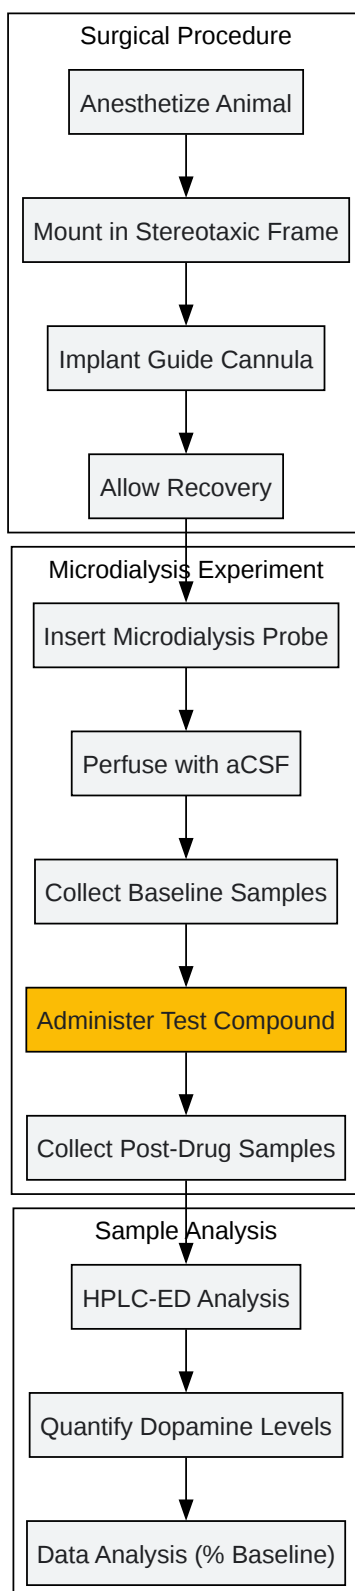 Surgical Procedure
Anesthetize Animal
Mount in Stereotaxic Frame
Implant Guide Cannula
Allow Recovery
Microdialysis Experiment
Insert Microdialysis Probe
Perfuse with aCSF
Collect Baseline Samples
Administer Test Compound
Collect Post-Drug Samples
Sample Analysis
HPLC-ED Analysis
Quantify Dopamine Levels
Data Analysis (% Baseline)